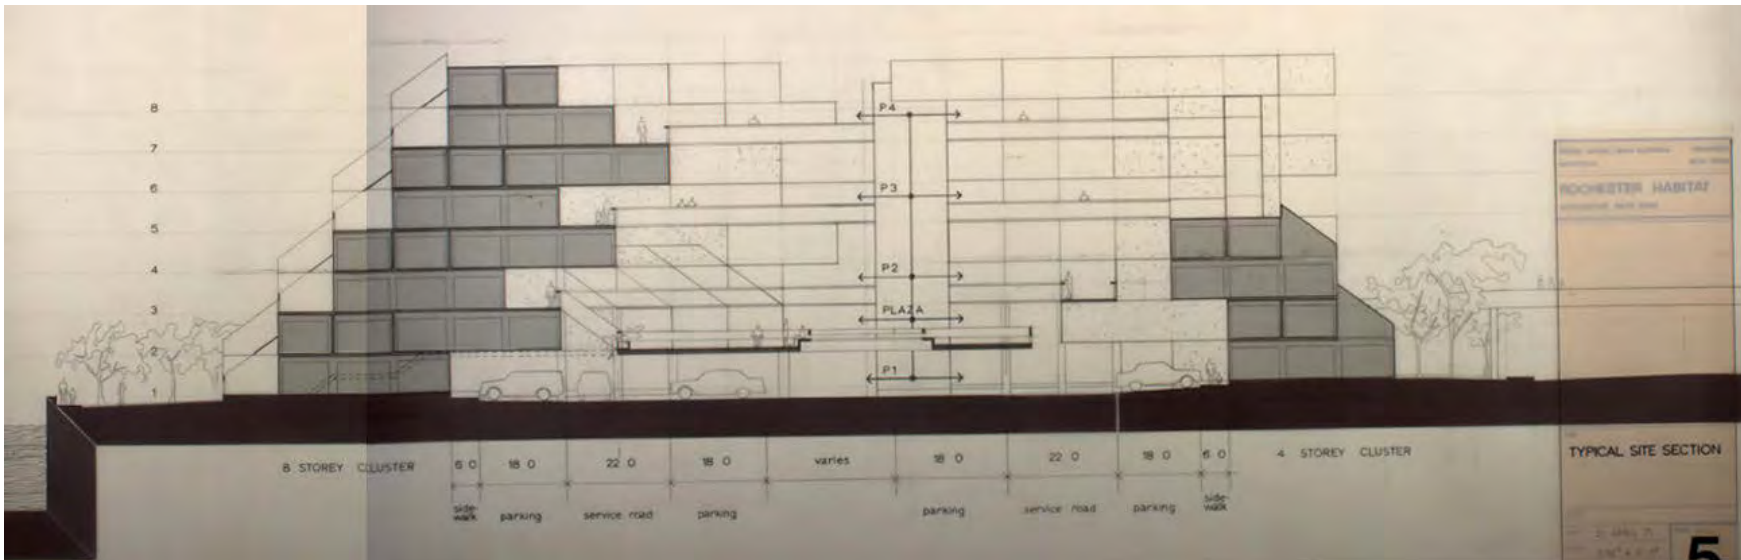 8
7
6
5
4
3
2
1
P4
P3
P2
PLAZA
P1
8 STOREY CLUSTER
6 0
18 0
22 0
18 0
varies
18 0
22 0
18 0
6 0
4 STOREY CLUSTER
side-
walk
parking
service road
parking
parking
service road
parking
side-
walk
ROCHESTER HABITAT
TYPICAL SITE SECTION
5